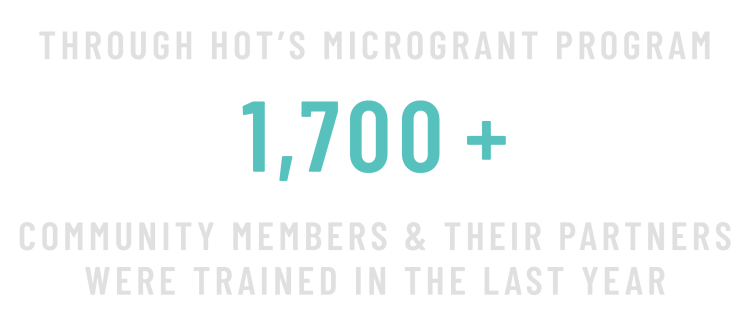 THROUGH HOT'S MICROGRANT PROGRAM
1,700 +
COMMUNITY MEMBERS & THEIR PARTNERS
WERE TRAINED IN THE LAST YEAR